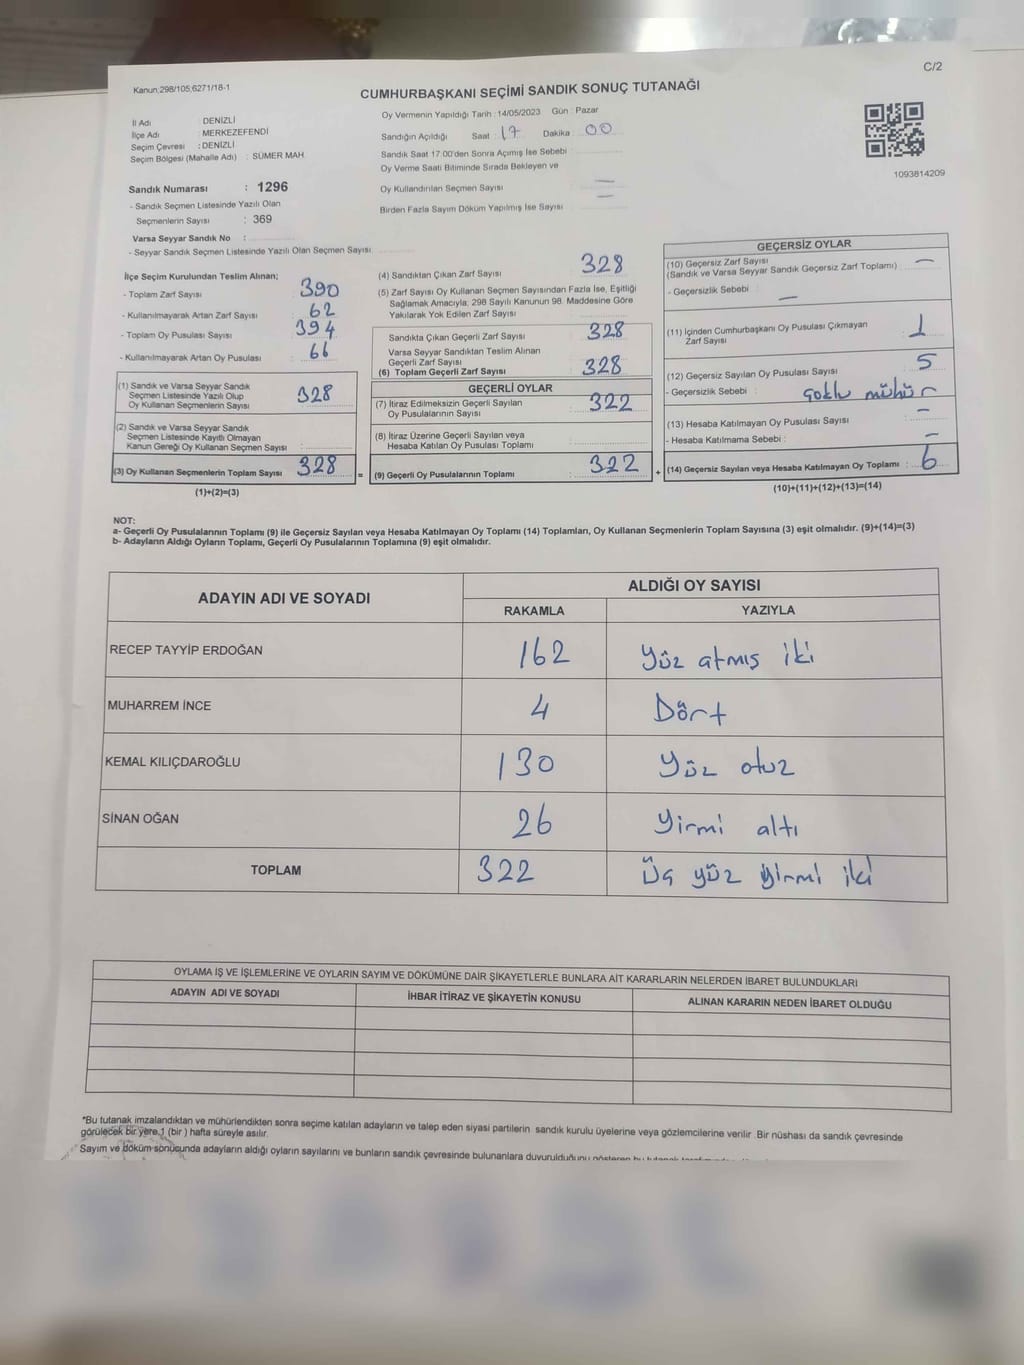 C/2
Kanun:298/105;6271/18-1
CUMHURBAŞKANI SEÇİMİ SANDIK SONUÇ TUTANAĞI
İl Adı : DENİZLİ
İlçe Adı : MERKEZEFENDİ
Seçim Çevresi : DENİZLİ
Seçim Bölgesi (Mahalle Adı) : SÜMER MAH.
Oy Vermenin Yapıldığı Tarih :14/05/2023 Gün : Pazar
Sandığın Açıldığı Saat : 17 Dakika : 00
Sandık Saat 17:00'den Sonra Açımış İse Sebebi :
Oy Verme Saati Bitiminde Sırada Bekleyen ve
Oy Kullandırılan Seçmen Sayısı : —
Birden Fazla Sayım Döküm Yapılmış İse Sayısı : —
1093814209
Sandık Numarası : 1296
- Sandık Seçmen Listesinde Yazılı Olan
Seçmenlerin Sayısı : 369
Varsa Seyyar Sandık No :
- Seyyar Sandık Seçmen Listesinde Yazılı Olan Seçmen Sayısı:
İlçe Seçim Kurulundan Teslim Alınan;
- Toplam Zarf Sayısı : 390
- Kullanılmayarak Artan Zarf Sayısı : 62
- Toplam Oy Pusulası Sayısı : 394
- Kullanılmayarak Artan Oy Pusulası : 66
(1) Sandık ve Varsa Seyyar Sandık
Seçmen Listesinde Yazılı Olup
Oy Kullanan Seçmenlerin Sayısı : 328
(2) Sandık ve Varsa Seyyar Sandık
Seçmen Listesinde Kayıtlı Olmayan
Kanun Gereği Oy Kullanan Seçmen Sayısı :
(3) Oy Kullanan Seçmenlerin Toplam Sayısı : 328
(1)+(2)=(3)
(4) Sandıktan Çıkan Zarf Sayısı : 328
(5) Zarf Sayısı Oy Kullanan Seçmen Sayısından Fazla İse, Eşitliği
Sağlamak Amacıyla; 298 Sayılı Kanunun 98. Maddesine Göre
Yakılarak Yok Edilen Zarf Sayısı :
Sandıkta Çıkan Geçerli Zarf Sayısı : 328
Varsa Seyyar Sandıktan Teslim Alınan
Geçerli Zarf Sayısı :
(6) Toplam Geçerli Zarf Sayısı : 328
GEÇERLİ OYLAR
(7) İtiraz Edilmeksizin Geçerli Sayılan
Oy Pusulalarının Sayısı : 322
(8) İtiraz Üzerine Geçerli Sayılan veya
Hesaba Katılan Oy Pusulası Toplamı :
= (9) Geçerli Oy Pusulalarının Toplamı : 322
GEÇERSİZ OYLAR
(10) Geçersiz Zarf Sayısı : —
(Sandık ve Varsa Seyyar Sandık Geçersiz Zarf Toplamı)
- Geçersizlik Sebebi : —
(11) İçinden Cumhurbaşkanı Oy Pusulası Çıkmayan
Zarf Sayısı : 1
(12) Geçersiz Sayılan Oy Pusulası Sayısı : 5
- Geçersizlik Sebebi : çoklu mühür
(13) Hesaba Katılmayan Oy Pusulası Sayısı : —
- Hesaba Katılmama Sebebi : —
+ (14) Geçersiz Sayılan veya Hesaba Katılmayan Oy Toplamı : 6
(10)+(11)+(12)+(13)=(14)
NOT:
a- Geçerli Oy Pusulalarının Toplamı (9) ile Geçersiz Sayılan veya Hesaba Katılmayan Oy Toplamı (14) Toplamları, Oy Kullanan Seçmenlerin Toplam Sayısına (3) eşit olmalıdır. (9)+(14)=(3)
b- Adayların Aldığı Oyların Toplamı, Geçerli Oy Pusulalarının Toplamına (9) eşit olmalıdır.
ADAYIN ADI VE SOYADI ALDIĞI OY SAYISI
RAKAMLA YAZIYLA
RECEP TAYYİP ERDOĞAN 162 Yüz atmış iki
MUHARREM İNCE 4 Dört
KEMAL KILIÇDAROĞLU 130 Yüz otuz
SİNAN OĞAN 26 Yirmi altı
TOPLAM 322 Üç yüz yirmi iki
OYLAMA İŞ VE İŞLEMLERİNE VE OYLARIN SAYIM VE DÖKÜMÜNE DAİR ŞİKAYETLERLE BUNLARA AİT KARARLARIN NELERDEN İBARET BULUNDUKLARI
ADAYIN ADI VE SOYADI İHBAR İTİRAZ VE ŞİKAYETİN KONUSU ALINAN KARARIN NEDEN İBARET OLDUĞU
*Bu tutanak imzalandıktan ve mühürlendikten sonra seçime katılan adayların ve talep eden siyasi partilerin sandık kurulu üyelerine veya gözlemcilerine verilir. Bir nüshası da sandık çevresinde
görülecek bir yere 1 (bir) hafta süreyle asılır.
Sayım ve döküm sonucunda adayların aldığı oyların sayılarını ve bunların sandık çevresinde bulunanlara duyurulduğunu gösteren bu tutanak